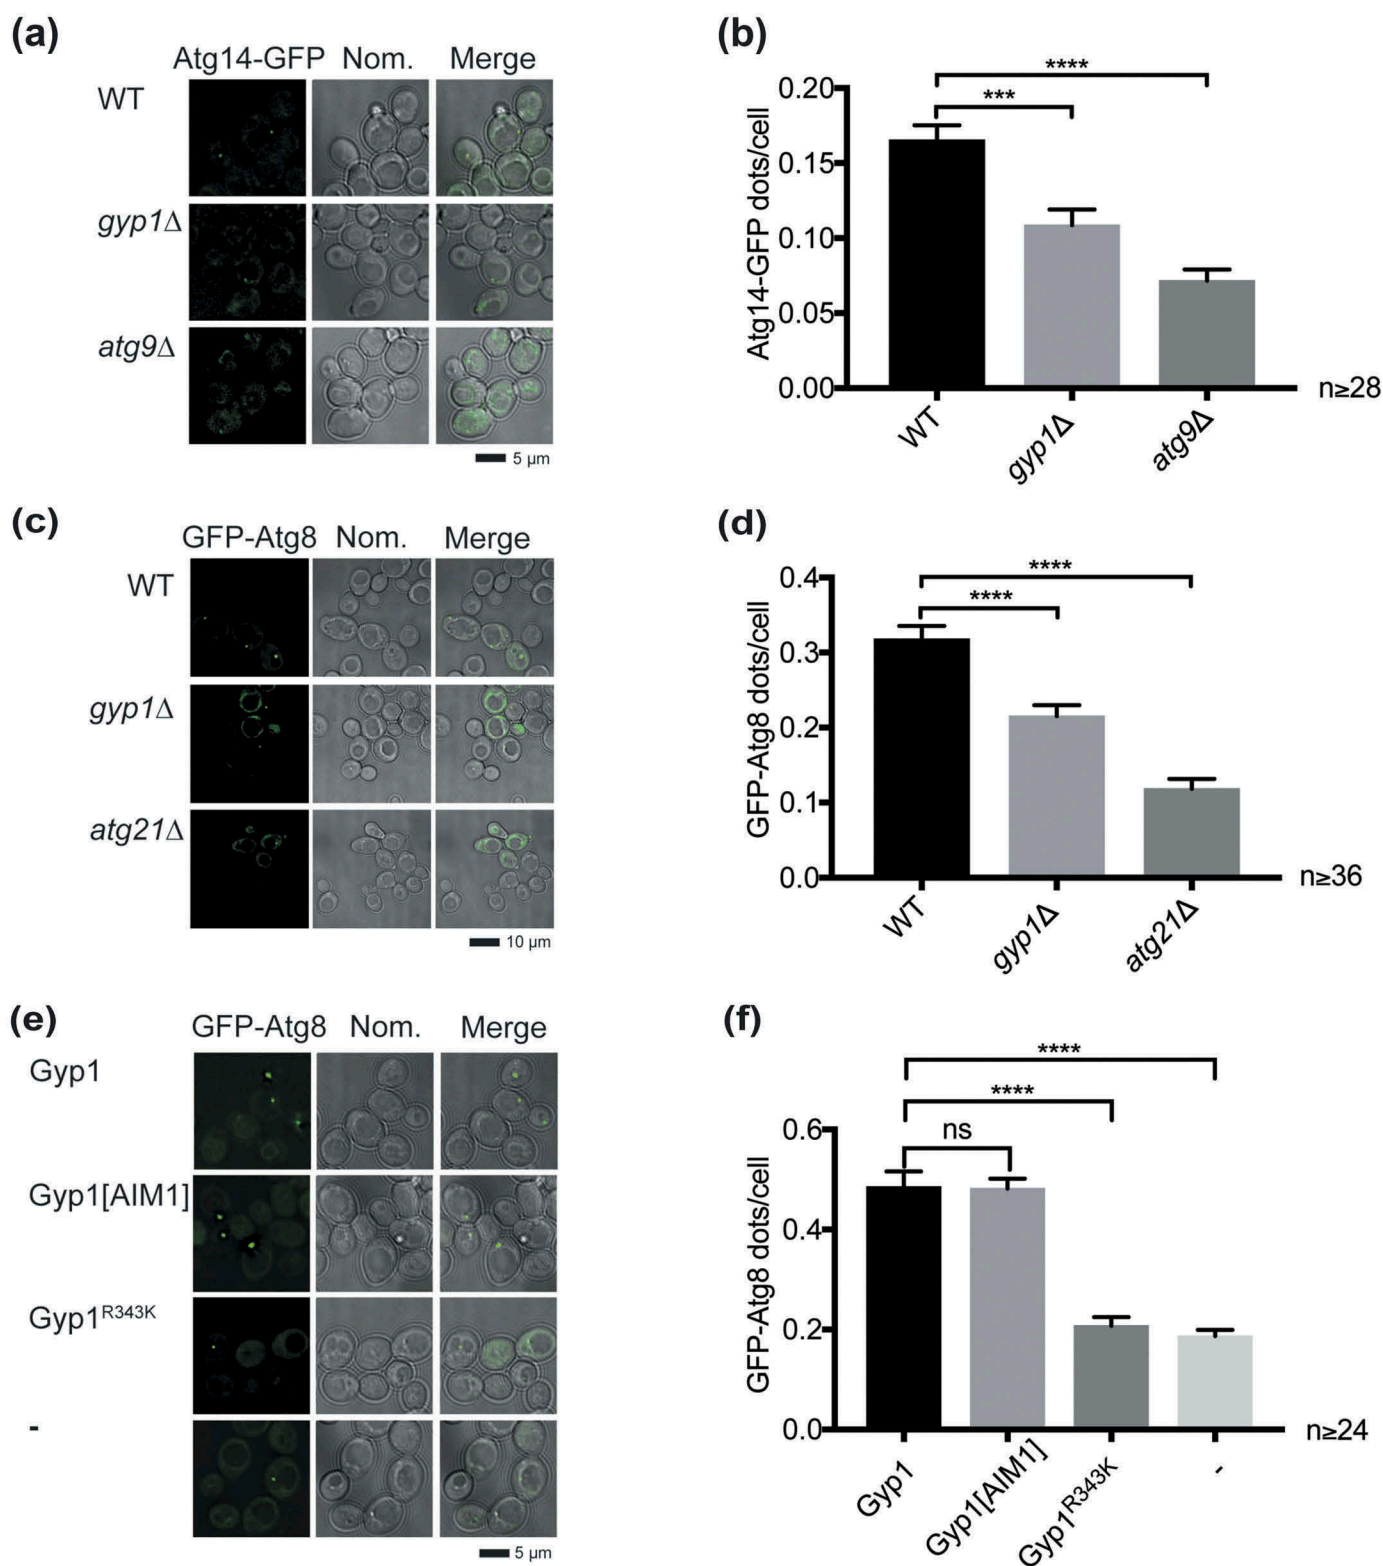 (a)
Atg14-GFP Nom. Merge
WT
gyp1Δ
atg9Δ
5 µm
(b)
Atg14-GFP dots/cell
0.20
0.15
0.10
0.05
0.00
****
***
WT
gyp1Δ
atg9Δ
n≥28
(c)
GFP-Atg8 Nom. Merge
WT
gyp1Δ
atg21Δ
10 µm
(d)
GFP-Atg8 dots/cell
0.4
0.3
0.2
0.1
0.0
****
****
WT
gyp1Δ
atg21Δ
n≥36
(e)
GFP-Atg8 Nom. Merge
Gyp1
Gyp1[AIM1]
Gyp1R343K
-
5 µm
(f)
GFP-Atg8 dots/cell
0.6
0.4
0.2
0.0
****
****
ns
Gyp1
Gyp1[AIM1]
Gyp1R343K
-
n≥24